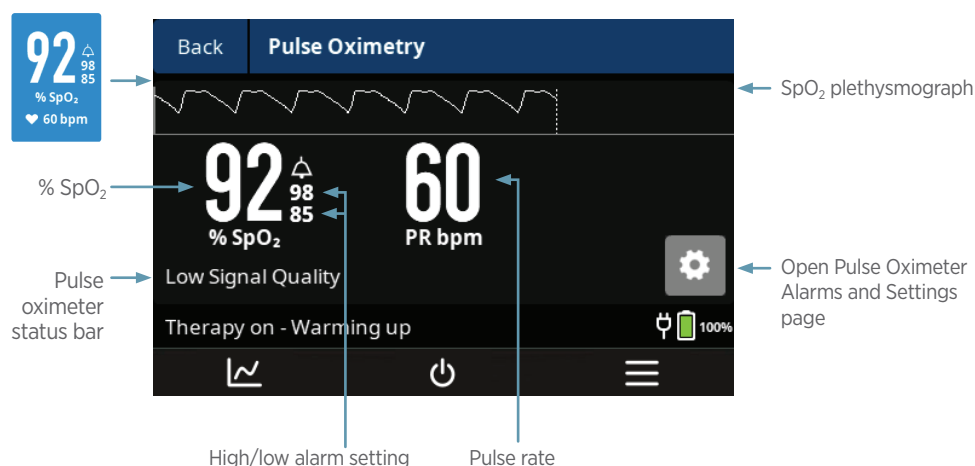 92
98
85
% SpO₂
60 bpm
Back
Pulse Oximetry
SpO₂ plethysmograph
% SpO₂
92
98
85
% SpO₂
60
PR bpm
Pulse
oximeter
status bar
Low Signal Quality
Open Pulse Oximeter
Alarms and Settings
page
Therapy on - Warming up
100%
High/low alarm setting
Pulse rate